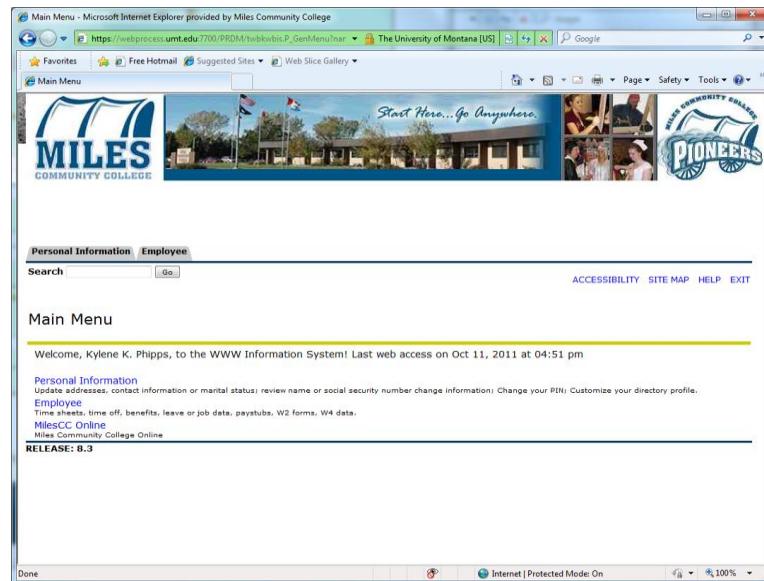 Main Menu - Microsoft Internet Explorer provided by Miles Community College
https://webprocess.umt.edu:7700/PRDM/twbkwbis.P_GenMenu?nar The University of Montana [US] Google
Favorites Free Hotmail Suggested Sites Web Slice Gallery
Main Menu Page Safety Tools
Start Here...Go Anywhere.
MILES
COMMUNITY COLLEGE
COMMUNITY COLLEGE
PIONEERS
Personal Information Employee
Search Go
ACCESSIBILITY SITE MAP HELP EXIT
Main Menu
Welcome, Kylene K. Phipps, to the WWW Information System! Last web access on Oct 11, 2011 at 04:51 pm
Personal Information
Update addresses, contact information or marital status; review name or social security number change information; Change your PIN; Customize your directory profile.
Employee
Time sheets, time off, benefits, leave or job data, paystubs, W2 forms, W4 data.
MilesCC Online
Miles Community College Online
RELEASE: 8.3
Done Internet | Protected Mode: On 100%